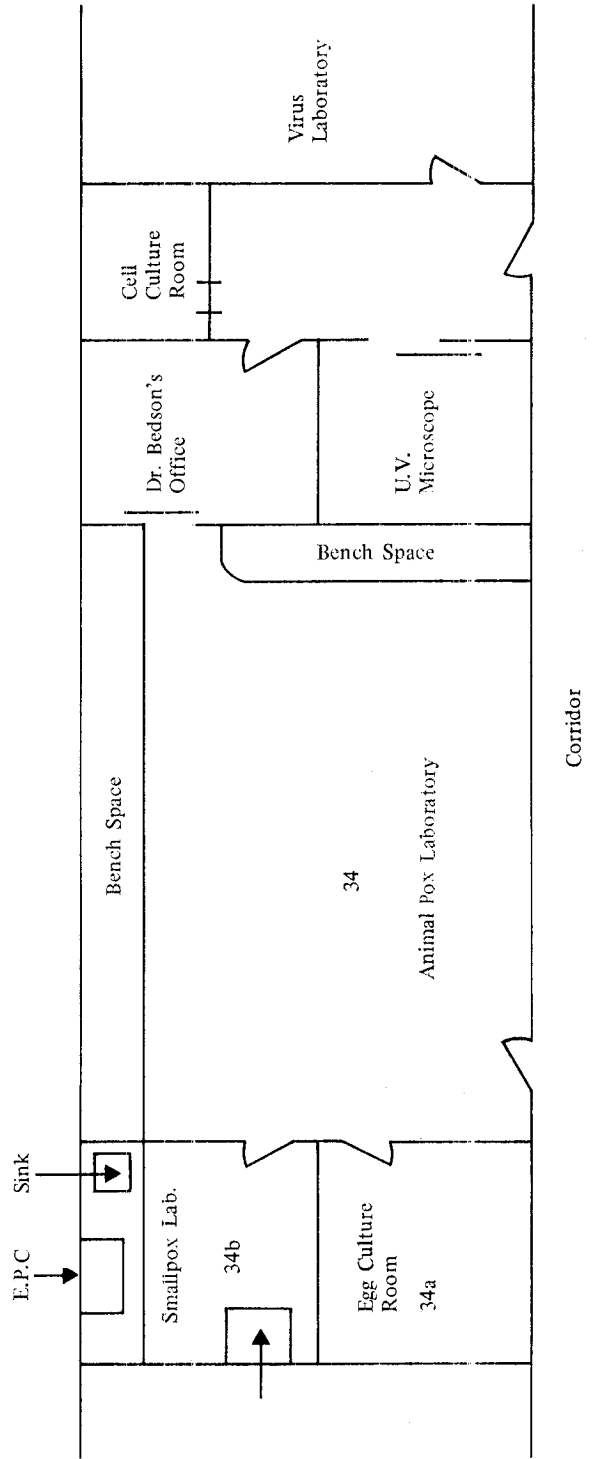 E.P.C
Sink
Smallpox Lab.
34b
Egg Culture
Room
34a
Bench Space
34
Animal Pox Laboratory
Bench Space
Dr. Bedson's
Office
U.V.
Microscope
Cell
Culture
Room
Virus
Laboratory
Corridor